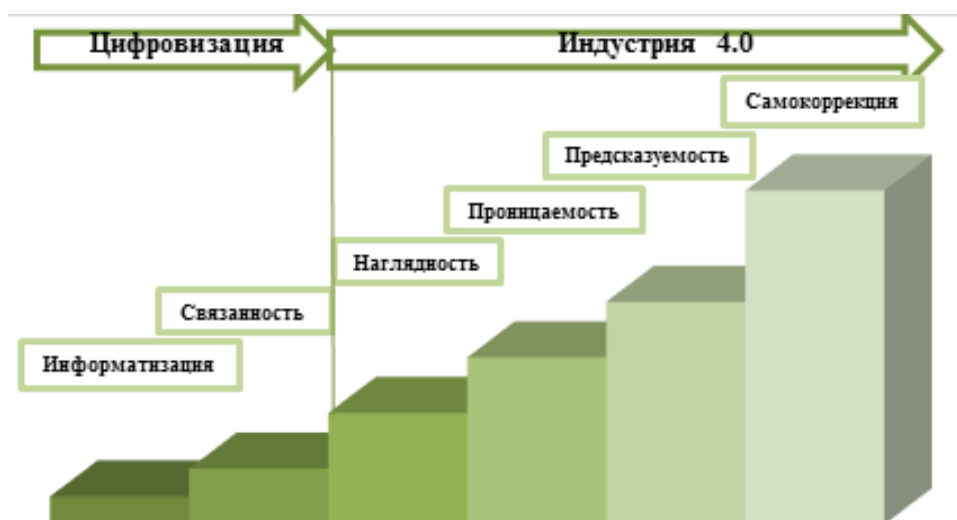 Цифровизация
Индустрия 4.0
Самокоррекция
Предсказуемость
Проницаемость
Наглядность
Связанность
Информатизация